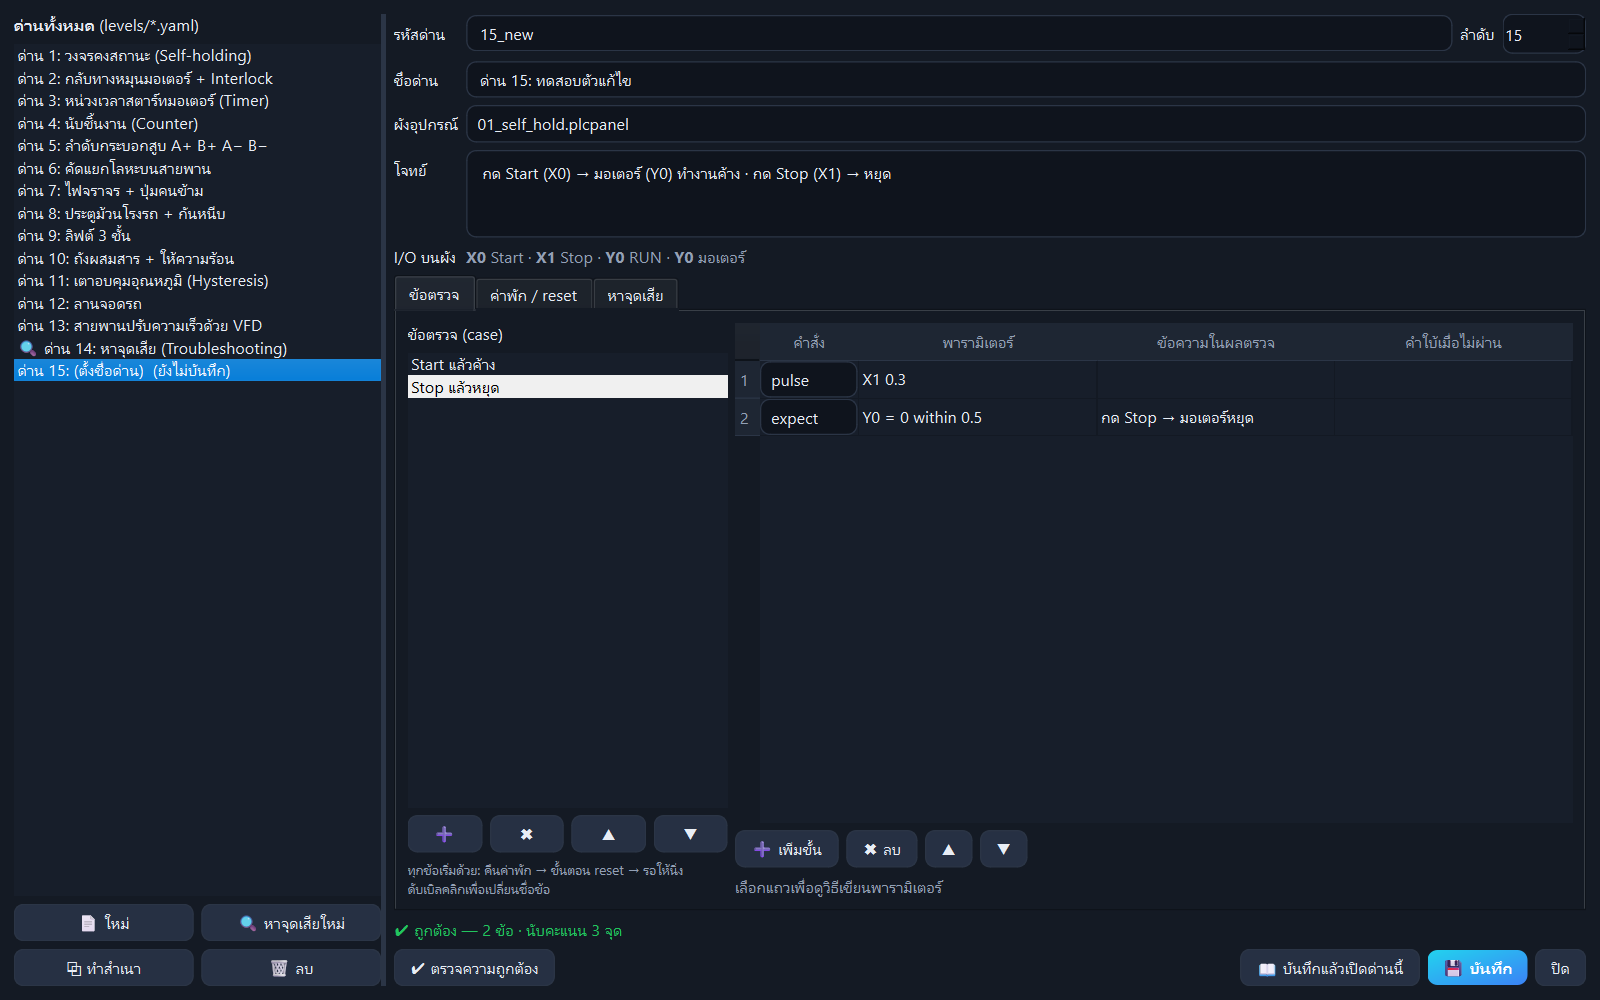 ด่านทั้งหมด (levels/*.yaml)
ด่าน 1: วงจรคงสถานะ (Self-holding)
ด่าน 2: กลับทางหมุนมอเตอร์ + Interlock
ด่าน 3: หน่วงเวลาสตาร์ทมอเตอร์ (Timer)
ด่าน 4: นับชิ้นงาน (Counter)
ด่าน 5: ลำดับกระบอกสูบ A+ B+ A− B−
ด่าน 6: คัดแยกโลหะบนสายพาน
ด่าน 7: ไฟจราจร + ปุ่มคนข้าม
ด่าน 8: ประตูม้วนโรงรถ + กันหนีบ
ด่าน 9: ลิฟต์ 3 ชั้น
ด่าน 10: ถังผสมสาร + ให้ความร้อน
ด่าน 11: เตาอบคุมอุณหภูมิ (Hysteresis)
ด่าน 12: ลานจอดรถ
ด่าน 13: สายพานปรับความเร็วด้วย VFD
🔍 ด่าน 14: หาจุดเสีย (Troubleshooting)
ด่าน 15: (ตั้งชื่อด่าน) (ยังไม่บันทึก)
📄 ใหม่
🔍 หาจุดเสียใหม่
ทำสำเนา
🗑 ลบ
รหัสด่าน 15_new ลำดับ 15
ชื่อด่าน ด่าน 15: ทดสอบตัวแก้ไข
ผังอุปกรณ์ 01_self_hold.plcpanel
โจทย์ กด Start (X0) → มอเตอร์ (Y0) ทำงานค้าง · กด Stop (X1) → หยุด
I/O บนผัง X0 Start · X1 Stop · Y0 RUN · Y0 มอเตอร์
ข้อตรวจ ค่าพัก / reset หาจุดเสีย
ข้อตรวจ (case)
Start แล้วค้าง
Stop แล้วหยุด
➕ ✖ ▲ ▼
ทุกข้อเริ่มด้วย: คืนค่าพัก → ขั้นตอน reset → รอให้นิ่ง
ดับเบิลคลิกเพื่อเปลี่ยนชื่อข้อ
คำสั่ง พารามิเตอร์ ข้อความในผลตรวจ คำใบ้เมื่อไม่ผ่าน
1 pulse X1 0.3
2 expect Y0 = 0 within 0.5 กด Stop → มอเตอร์หยุด
➕ เพิ่มขั้น ✖ ลบ ▲ ▼
เลือกแถวเพื่อดูวิธีเขียนพารามิเตอร์
✔ ถูกต้อง — 2 ข้อ · นับคะแนน 3 จุด
✔ ตรวจความถูกต้อง
📖 บันทึกแล้วเปิดด่านนี้
💾 บันทึก
ปิด